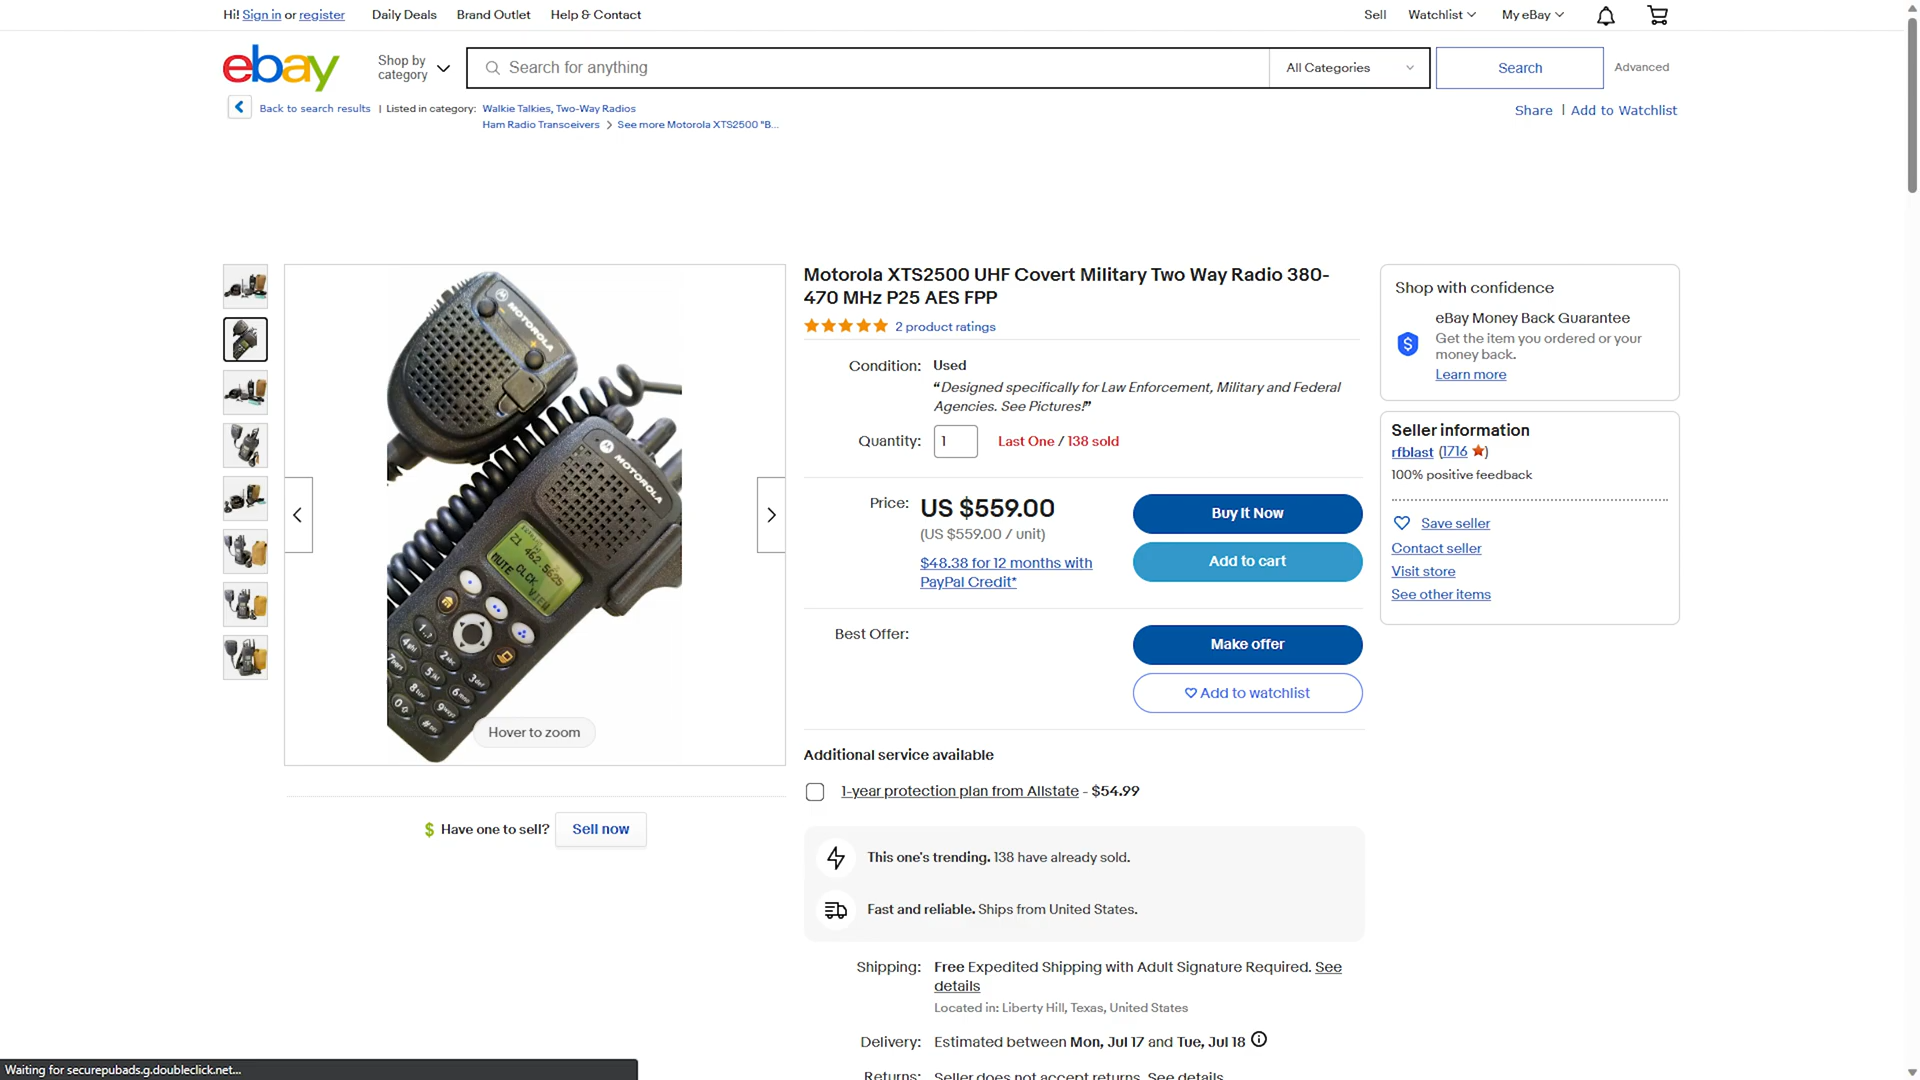 Hi! Sign in or register
Daily Deals
Brand Outlet
Help & Contact
Sell
Watchlist
My eBay
ebay
Shop by category
Search for anything
All Categories
Search
Advanced
Back to search results | Listed in category:
Walkie Talkies, Two-Way Radios
Ham Radio Transceivers > See more Motorola XTS2500 "B...
Share | Add to Watchlist
MOTOROLA
MOTOROLA
Z1 462.5625
MUTE CLCK VIEW
Hover to zoom
$ Have one to sell? Sell now
Motorola XTS2500 UHF Covert Military Two Way Radio 380-
470 MHz P25 AES FPP
2 product ratings
Condition: Used
“Designed specifically for Law Enforcement, Military and Federal
Agencies. See Pictures!”
Quantity: 1 Last One / 138 sold
Price: US $559.00
(US $559.00 / unit)
$48.38 for 12 months with
PayPal Credit*
Buy It Now
Add to cart
Best Offer:
Make offer
Add to watchlist
Additional service available
1-year protection plan from Allstate - $54.99
This one's trending. 138 have already sold.
Fast and reliable. Ships from United States.
Shipping: Free Expedited Shipping with Adult Signature Required. See
details
Located in: Liberty Hill, Texas, United States
Delivery: Estimated between Mon, Jul 17 and Tue, Jul 18
Returns: Seller does not accept returns. See details
Shop with confidence
eBay Money Back Guarantee
Get the item you ordered or your
money back.
Learn more
Seller information
rfblast (1716)
100% positive feedback
Save seller
Contact seller
Visit store
See other items
Waiting for securepubads.g.doubleclick.net...